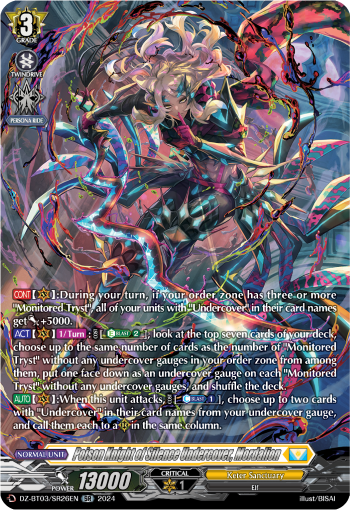 3
GRADE
TWINDRIVE
PERSONA RIDE
CONT [ ]:During your turn, if your order zone has three or more
"Monitored Tryst", all of your units with "Undercover" in their card names
get +5000.
ACT [ ] 1/Turn : COST [ BLAST 2 ], look at the top seven cards of your deck,
choose up to the same number of cards as the number of "Monitored
Tryst" without any undercover gauges in your order zone from among
them, put one face down as an undercover gauge on each "Monitored
Tryst" without any undercover gauges, and shuffle the deck.
AUTO [ ]:When this unit attacks, COST [ BLAST 1 ], choose up to two cards
with "Undercover" in their card names from your undercover gauge,
and call them each to a in the same column.
NORMAL UNIT Poison Knight of Silence Undercover, Mordalion
POWER 13000 CRITICAL 1 Keter Sanctuary
Elf
DZ-BT03/SR26EN SR 2024 illust/BISAI